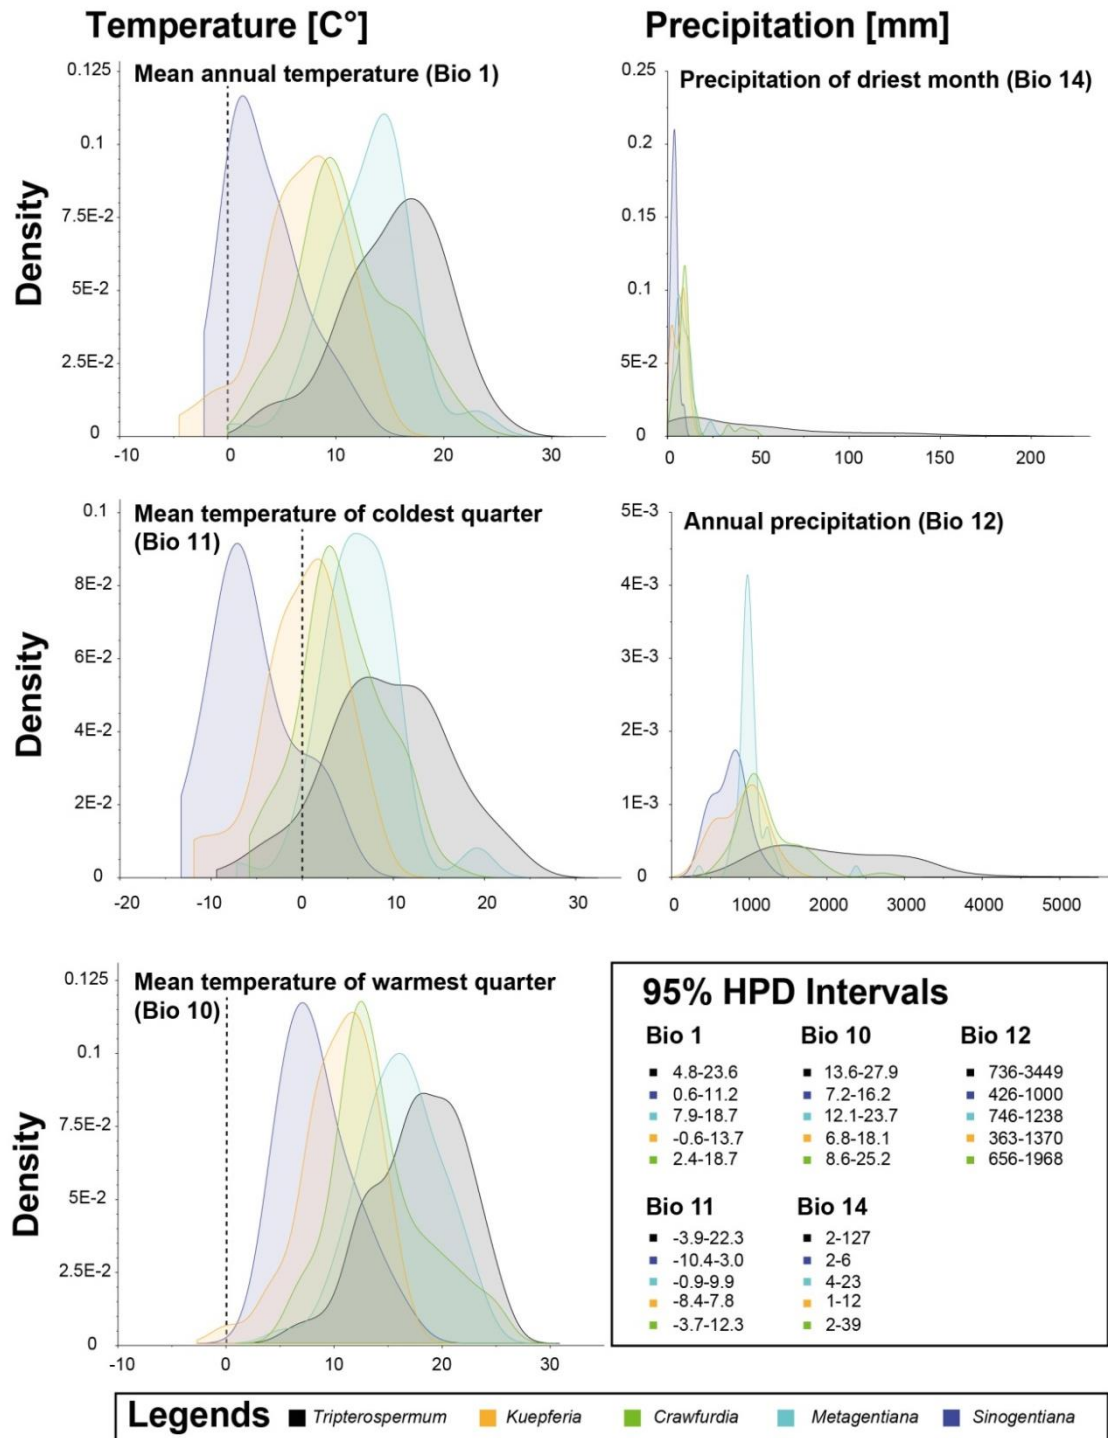 Temperature [C°]
Precipitation [mm]
Mean annual temperature (Bio 1)
Density
0.125
0.1
7.5E-2
5E-2
2.5E-2
0
-10
0
10
20
30
Precipitation of driest month (Bio 14)
0.25
0.2
0.15
0.1
5E-2
0
0
50
100
150
200
Mean temperature of coldest quarter
(Bio 11)
Density
0.1
8E-2
6E-2
4E-2
2E-2
0
-20
-10
0
10
20
30
Annual precipitation (Bio 12)
5E-3
4E-3
3E-3
2E-3
1E-3
0
0
1000
2000
3000
4000
5000
Mean temperature of warmest quarter
(Bio 10)
Density
0.125
0.1
7.5E-2
5E-2
2.5E-2
0
-10
0
10
20
30
95% HPD Intervals
Bio 1
4.8-23.6
0.6-11.2
7.9-18.7
-0.6-13.7
2.4-18.7
Bio 10
13.6-27.9
7.2-16.2
12.1-23.7
6.8-18.1
8.6-25.2
Bio 12
736-3449
426-1000
746-1238
363-1370
656-1968
Bio 11
-3.9-22.3
-10.4-3.0
-0.9-9.9
-8.4-7.8
-3.7-12.3
Bio 14
2-127
2-6
4-23
1-12
2-39
Legends
Tripterospermum
Kuepferia
Crawfurdia
Metagentiana
Sinogentiana